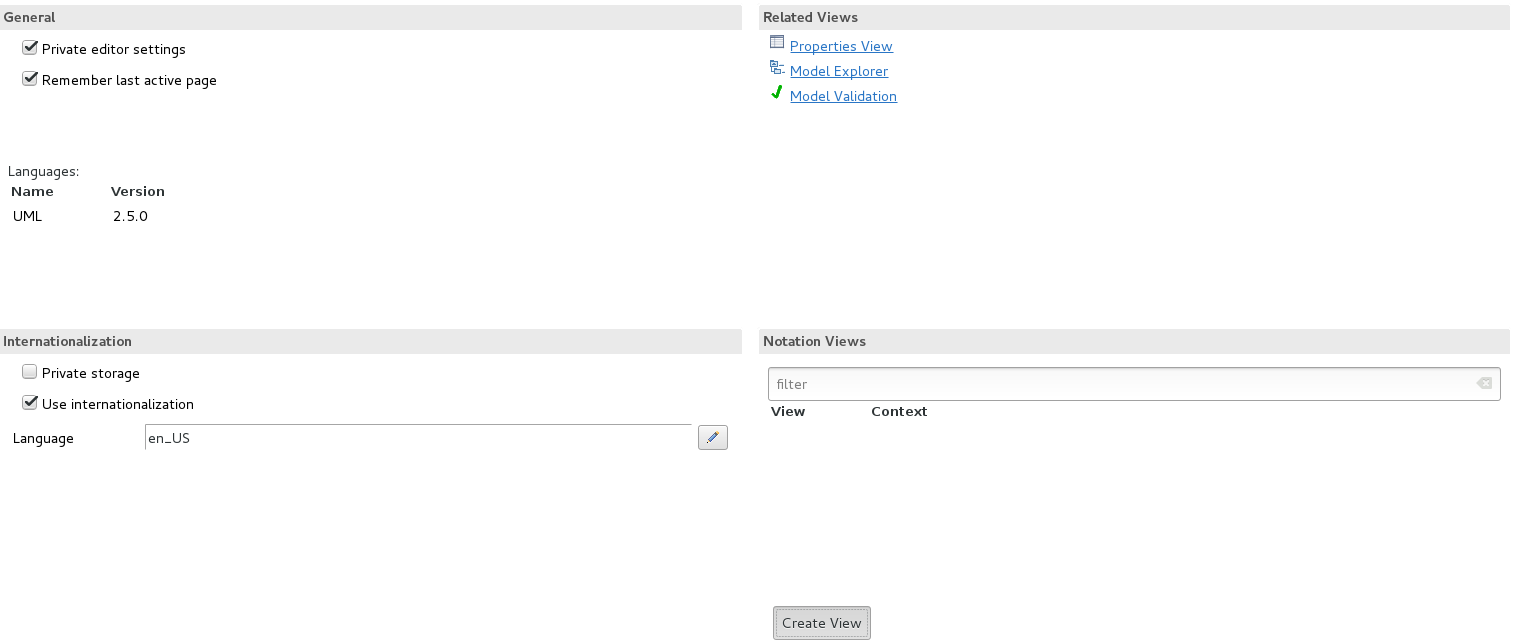 General
Private editor settings
Remember last active page
Languages:
Name Version
UML 2.5.0
Related Views
Properties View
Model Explorer
Model Validation
Internationalization
Private storage
Use internationalization
Language en_US
Notation Views
filter
View Context
Create View